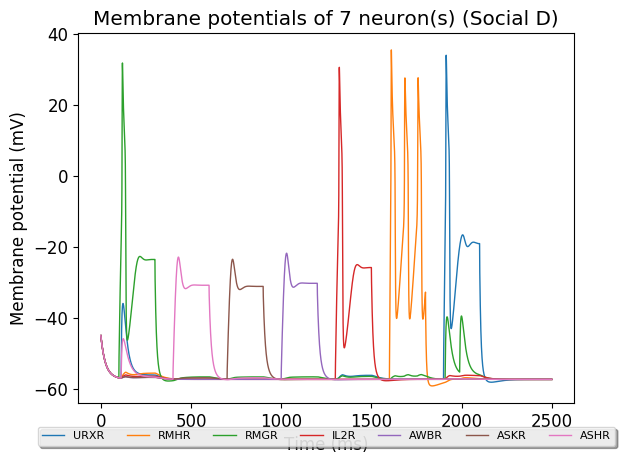 Membrane potentials of 7 neuron(s) (Social D)
Membrane potential (mV)
40
20
0
−20
−40
−60
0 500 1000 1500 2000 2500
Time (ms)
URXR RMHR RMGR IL2R AWBR ASKR ASHR